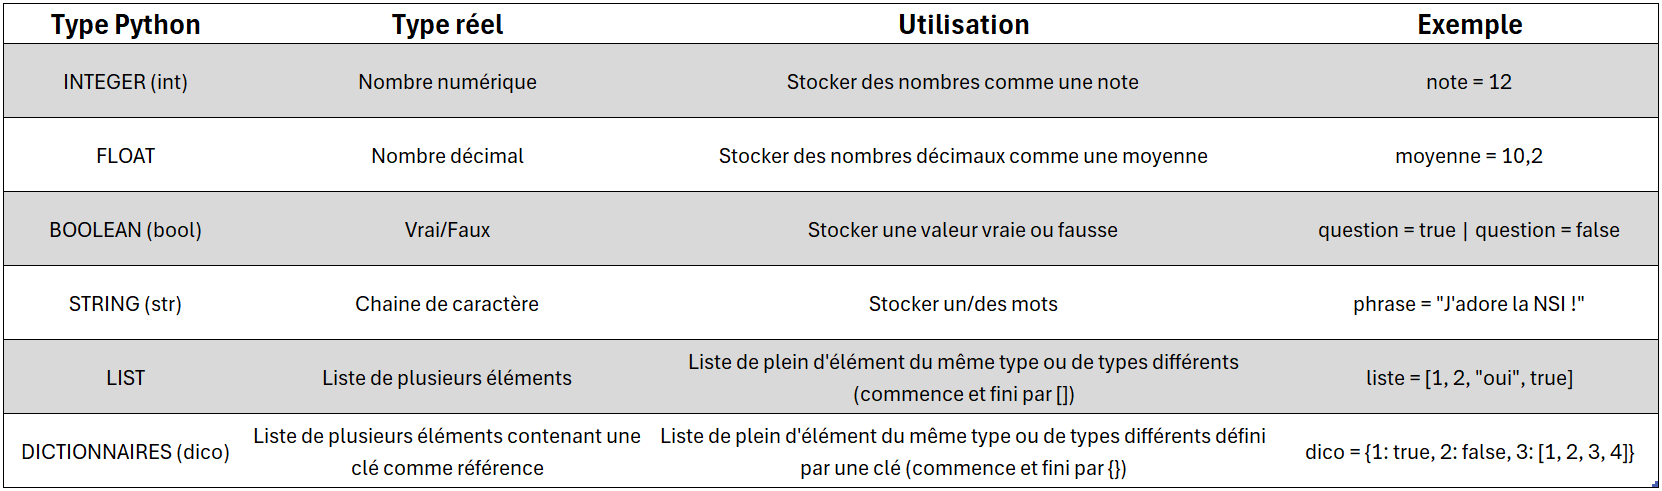 Type Python Type réel Utilisation Exemple
INTEGER (int) Nombre numérique Stocker des nombres comme une note note = 12
FLOAT Nombre décimal Stocker des nombres décimaux comme une moyenne moyenne = 10,2
BOOLEAN (bool) Vrai/Faux Stocker une valeur vraie ou fausse question = true | question = false
STRING (str) Chaine de caractère Stocker un/des mots phrase = "J'adore la NSI !"
LIST Liste de plusieurs éléments Liste de plein d'élément du même type ou de types différents
(commence et fini par []) liste = [1, 2, "oui", true]
DICTIONNAIRES (dico) Liste de plusieurs éléments contenant une
clé comme référence Liste de plein d'élément du même type ou de types différents défini
par une clé (commence et fini par {}) dico = {1: true, 2: false, 3: [1, 2, 3, 4]}